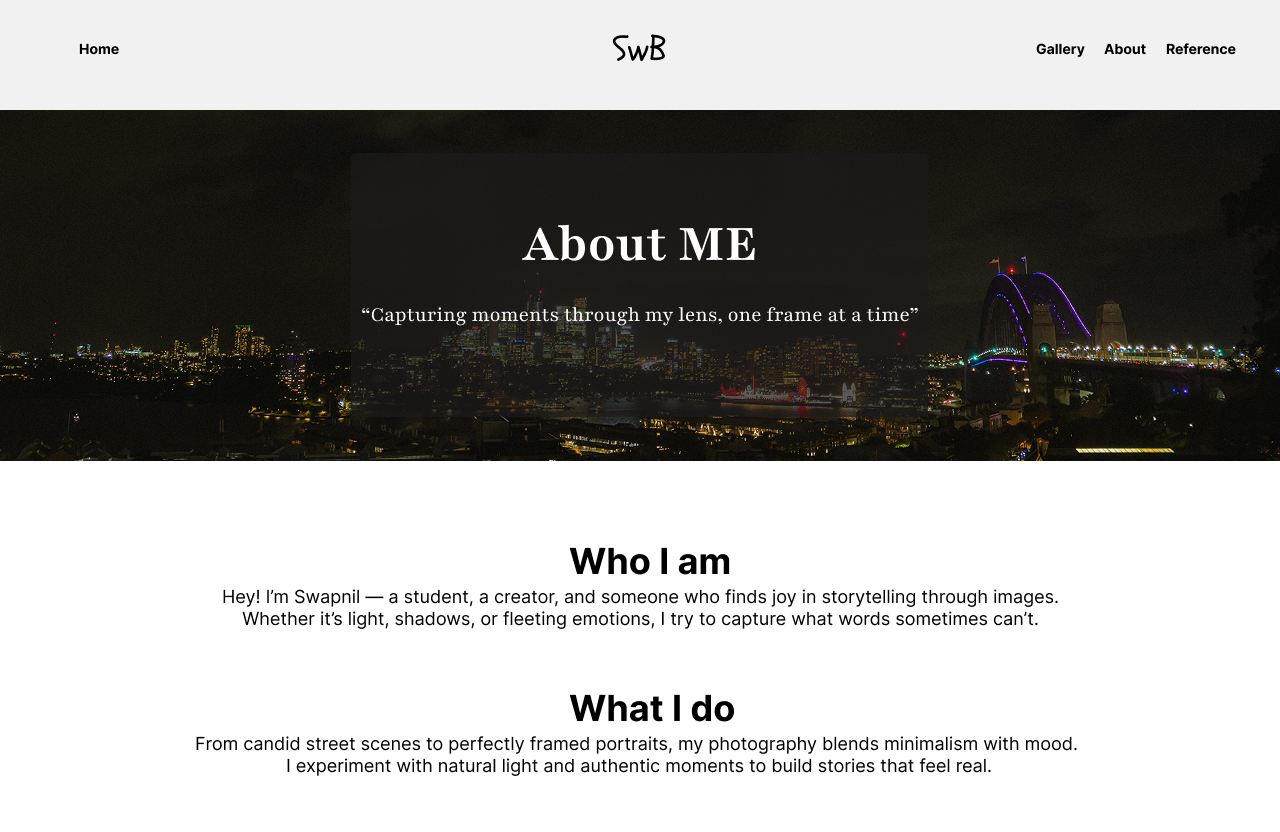 Home
SwB
Gallery About Reference
About ME
“Capturing moments through my lens, one frame at a time”
Who I am
Hey! I’m Swapnil — a student, a creator, and someone who finds joy in storytelling through images.
Whether it’s light, shadows, or fleeting emotions, I try to capture what words sometimes can’t.
What I do
From candid street scenes to perfectly framed portraits, my photography blends minimalism with mood.
I experiment with natural light and authentic moments to build stories that feel real.